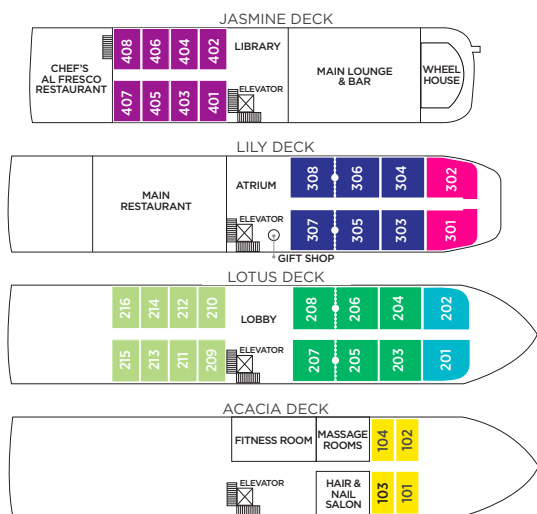 JASMINE DECK
CHEF'S
AL FRESCO
RESTAURANT
408 406 404 402
LIBRARY
MAIN LOUNGE
& BAR
WHEEL
HOUSE
ELEVATOR
407 405 403 401
LILY DECK
MAIN
RESTAURANT
ATRIUM
308 306 304 302
ELEVATOR
307 305 303 301
GIFT SHOP
LOTUS DECK
216 214 212 210
LOBBY
208 206 204 202
ELEVATOR
215 213 211 209
207 205 203 201
ACACIA DECK
FITNESS ROOM
MASSAGE
ROOMS
104 102
ELEVATOR
HAIR &
NAIL
SALON
103 101